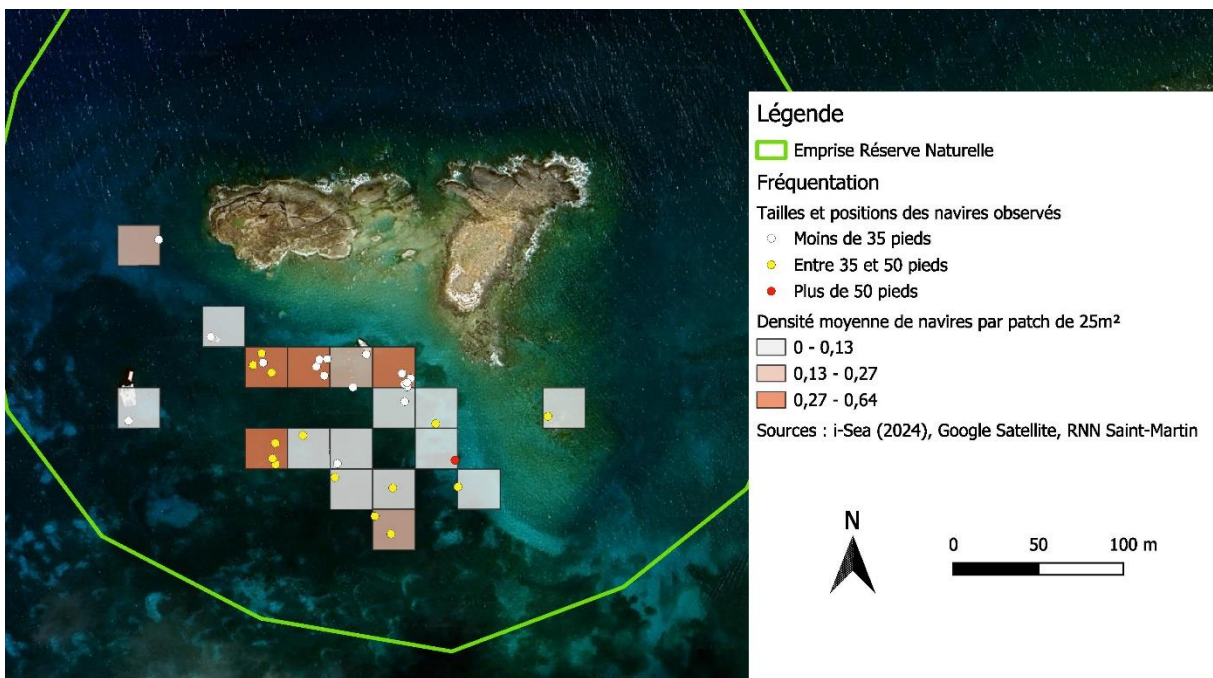 Légende
Emprise Réserve Naturelle
Fréquentation
Tailles et positions des navires observés
Moins de 35 pieds
Entre 35 et 50 pieds
Plus de 50 pieds
Densité moyenne de navires par patch de 25m²
0 - 0,13
0,13 - 0,27
0,27 - 0,64
Sources : i-Sea (2024), Google Satellite, RNN Saint-Martin
N
0 50 100 m